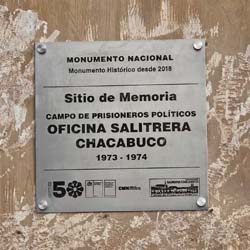 MONUMENTO NACIONAL
Monumento Histórico desde 2018
Sitio de Memoria
CAMPO DE PRISIONEROS POLÍTICOS
OFICINA SALITRERA
CHACABUCO
1973 - 1974
50
CMN